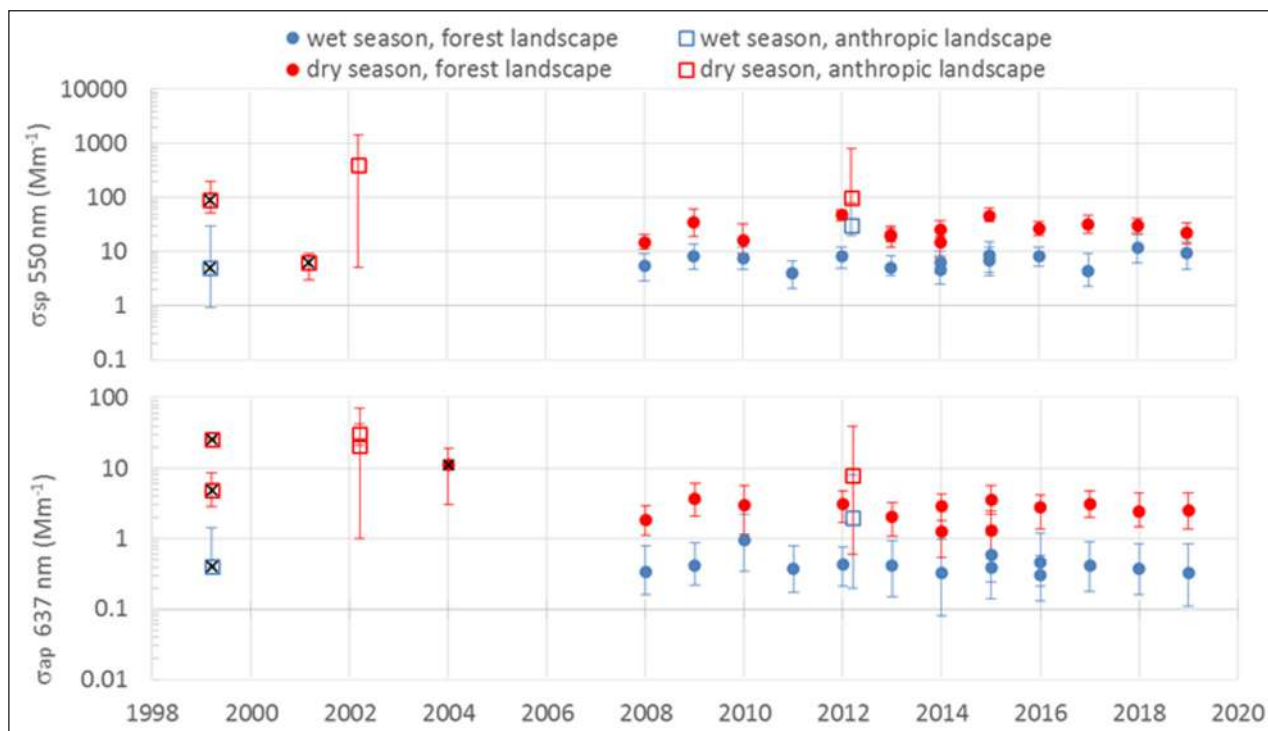 wet season, forest landscape wet season, anthropic landscape
dry season, forest landscape dry season, anthropic landscape
10000
1000
100
10
1
0.1
σsp 550 nm (Mm⁻¹)
100
10
1
0.1
0.01
σap 637 nm (Mm⁻¹)
1998 2000 2002 2004 2006 2008 2010 2012 2014 2016 2018 2020